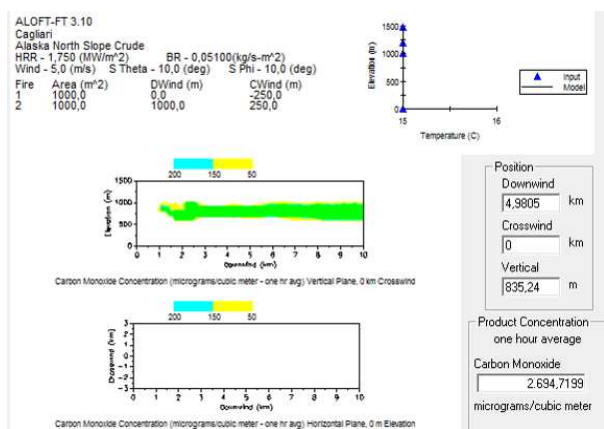 ALOFT-FT 3.10
Cagliari
Alaska North Slope Crude
HRR - 1,750 (MW/m^2) BR - 0,05100(kg/s-m^2)
Wind - 5,0 (m/s) S Theta - 10,0 (deg) S Phi - 10,0 (deg)
Fire Area (m^2) DWind (m) CWind (m)
1 1000,0 0,0 -250,0
2 1000,0 1000,0 250,0
Elevation (m)
1500
1000
500
0
15 16
Temperature (C)
Input
Model
200 150 50
Elevation (m)
1500
1000
500
0
0 1 2 3 4 5 6 7 8 9 10
Downwind (km)
Carbon Monoxide Concentration (micrograms/cubic meter - one hr avg) Vertical Plane, 0 km Crosswind
200 150 50
Crosswind (km)
3
2
1
0
-1
-2
-3
0 1 2 3 4 5 6 7 8 9 10
Downwind (km)
Carbon Monoxide Concentration (micrograms/cubic meter - one hr avg) Horizontal Plane, 0 m Elevation
Position
Downwind
4,9805 km
Crosswind
0 km
Vertical
835,24 m
Product Concentration
one hour average
Carbon Monoxide
2.694,7199
micrograms/cubic meter